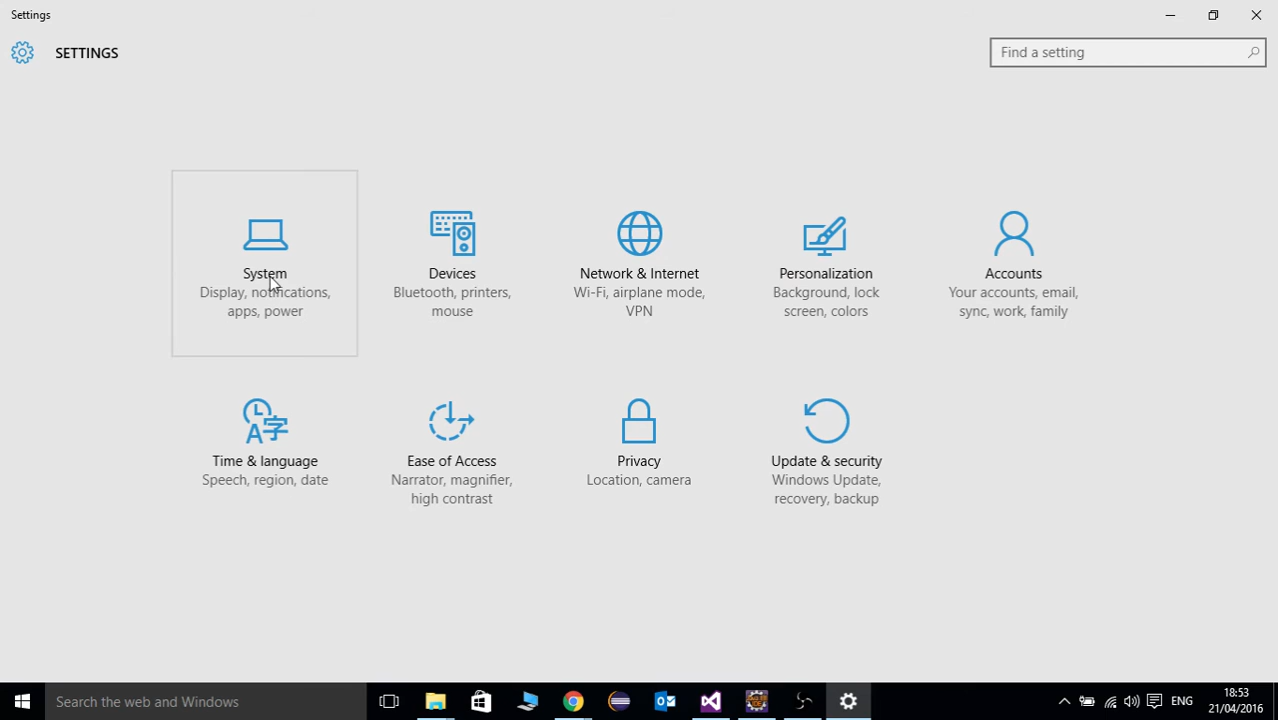 Settings
SETTINGS
Find a setting
System
Display, notifications,
apps, power
Devices
Bluetooth, printers,
mouse
Network & Internet
Wi-Fi, airplane mode,
VPN
Personalization
Background, lock
screen, colors
Accounts
Your accounts, email,
sync, work, family
Time & language
Speech, region, date
Ease of Access
Narrator, magnifier,
high contrast
Privacy
Location, camera
Update & security
Windows Update,
recovery, backup
Search the web and Windows
ENG
18:53
21/04/2016